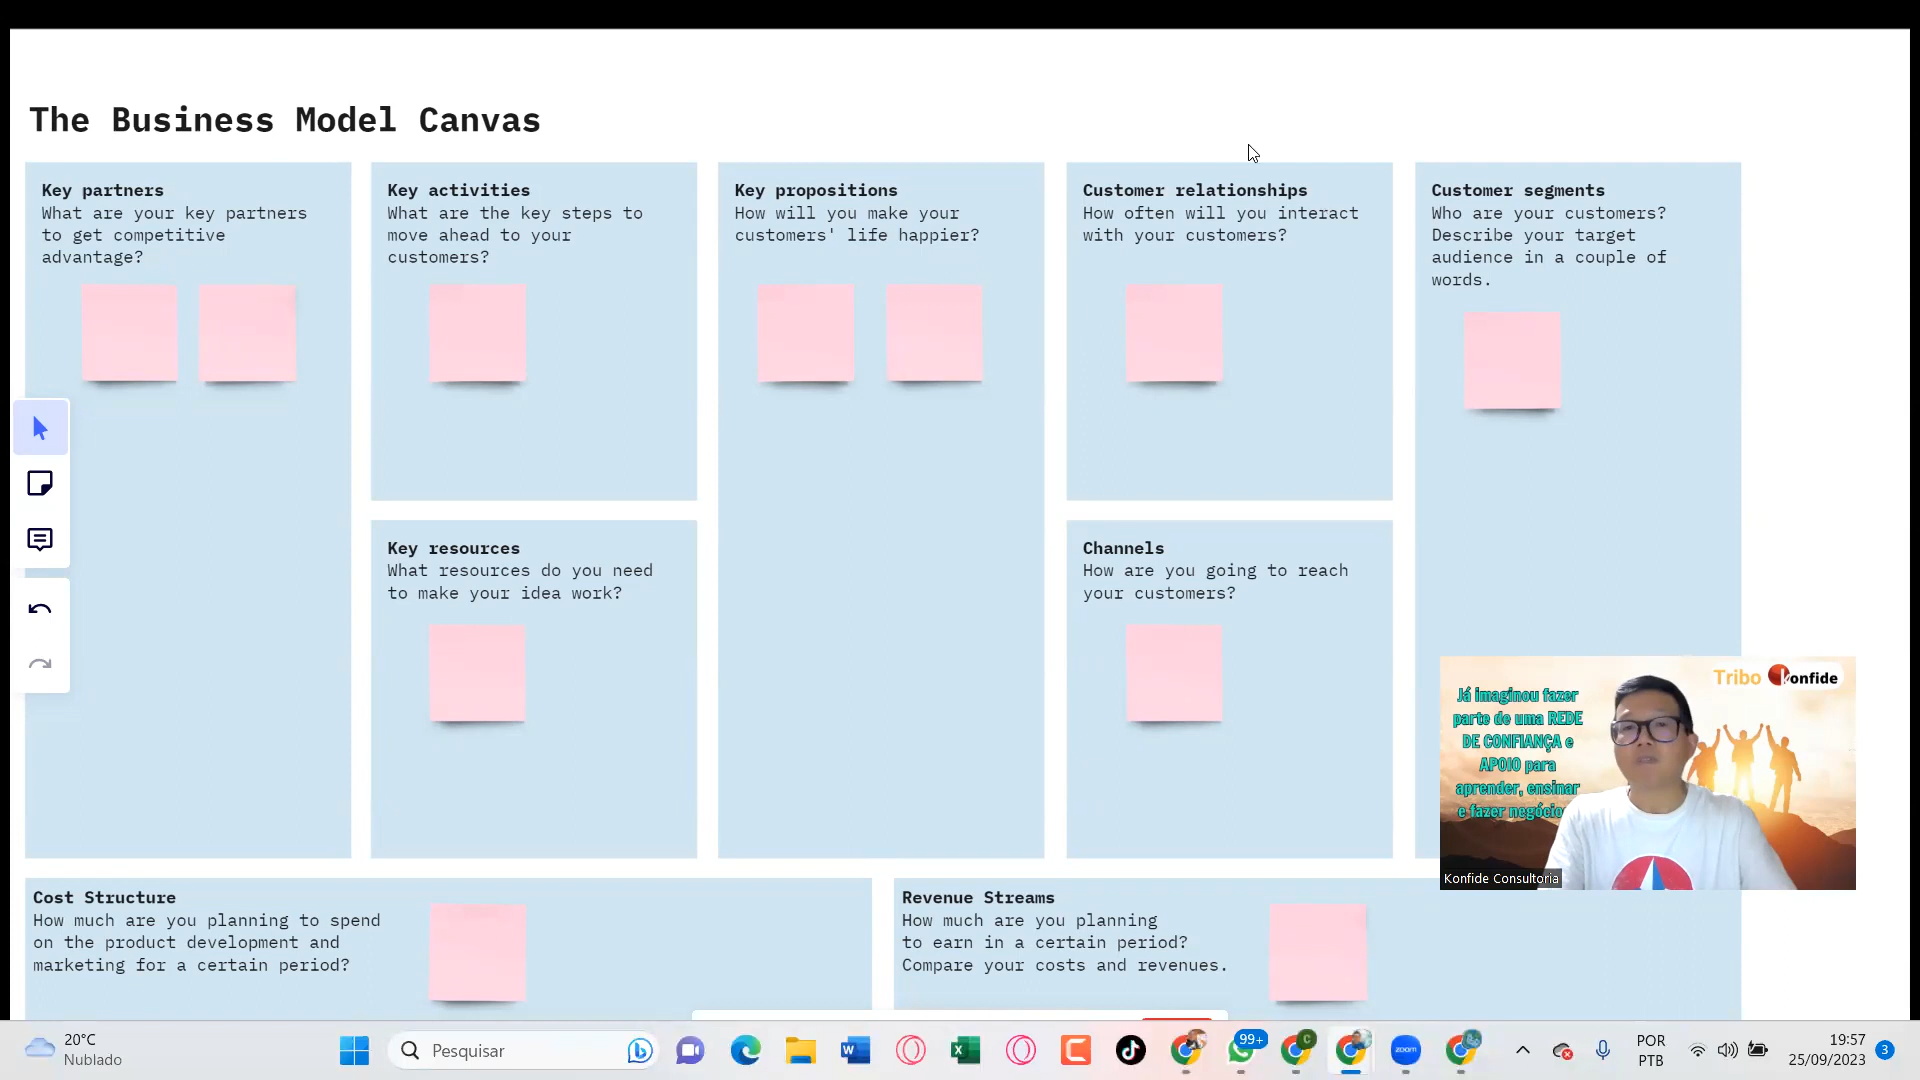 The Business Model Canvas
Key partners
What are your key partners
to get competitive
advantage?
Key activities
What are the key steps to
move ahead to your
customers?
Key propositions
How will you make your
customers' life happier?
Customer relationships
How often will you interact
with your customers?
Customer segments
Who are your customers?
Describe your target
audience in a couple of
words.
Key resources
What resources do you need
to make your idea work?
Channels
How are you going to reach
your customers?
Tribo Konfide
Já imaginou fazer
parte de uma REDE
DE CONFIANÇA e
APOIO para
aprender, ensinar
e fazer negócio
Konfide Consultoria
Cost Structure
How much are you planning to spend
on the product development and
marketing for a certain period?
Revenue Streams
How much are you planning
to earn in a certain period?
Compare your costs and revenues.
20°C
Nublado
Pesquisar
99+
C
zoom
POR
PTB
19:57
25/09/2023
3